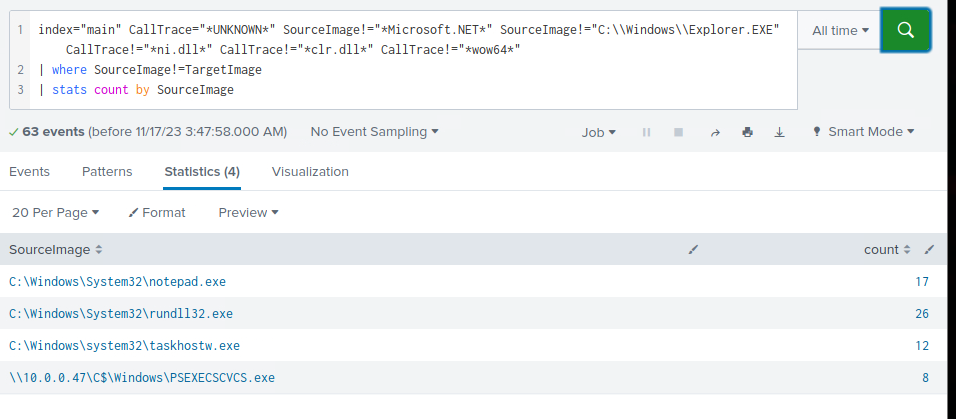 1 index="main" CallTrace="*UNKNOWN*" SourceImage!="*Microsoft.NET*" SourceImage!="C:\\Windows\\Explorer.EXE"
CallTrace!="*ni.dll*" CallTrace!="*clr.dll*" CallTrace!="*wow64*"
2 | where SourceImage!=TargetImage
3 | stats count by SourceImage
All time
63 events (before 11/17/23 3:47:58.000 AM) No Event Sampling Job Smart Mode
Events Patterns Statistics (4) Visualization
20 Per Page Format Preview
SourceImage count
C:\Windows\System32\notepad.exe 17
C:\Windows\System32\rundll32.exe 26
C:\Windows\system32\taskhostw.exe 12
\\10.0.0.47\C$\Windows\PSEXECSCVCS.exe 8